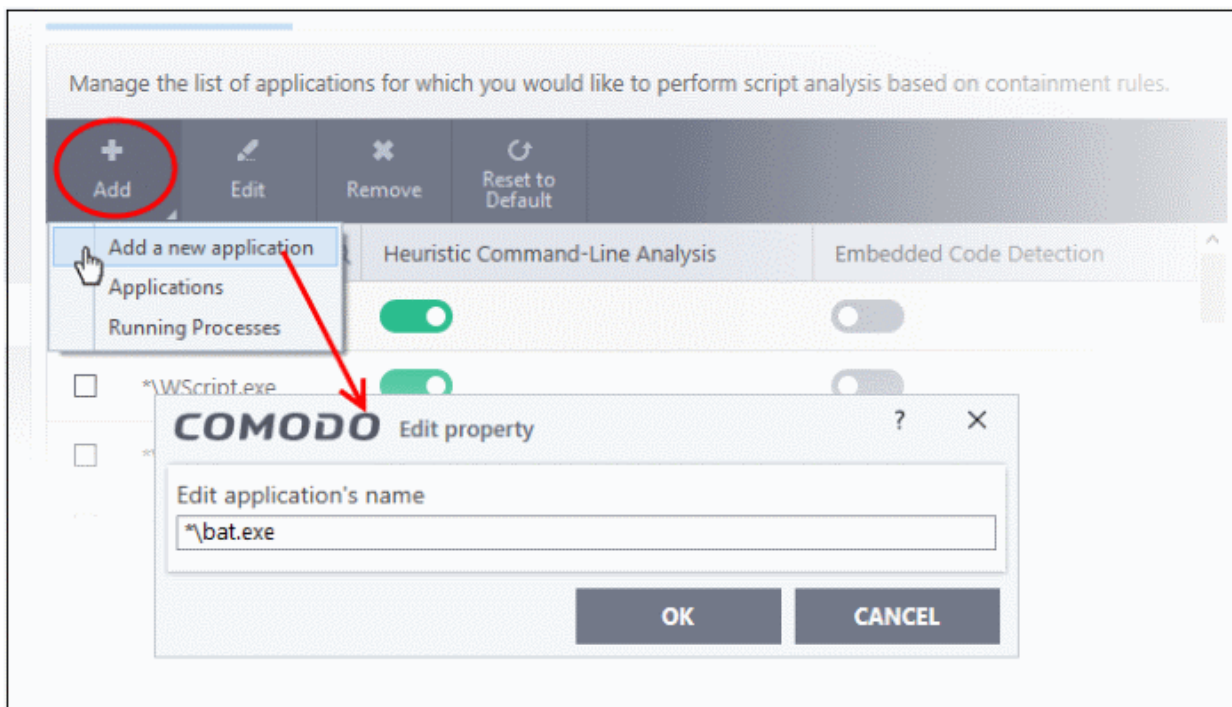 Manage the list of applications for which you would like to perform script analysis based on containment rules.
Add
Edit
Remove
Reset to
Default
Add a new application
Applications
Running Processes
Heuristic Command-Line Analysis
Embedded Code Detection
*\WScript.exe
COMODO Edit property
?
Edit application's name
*\bat.exe
OK
CANCEL